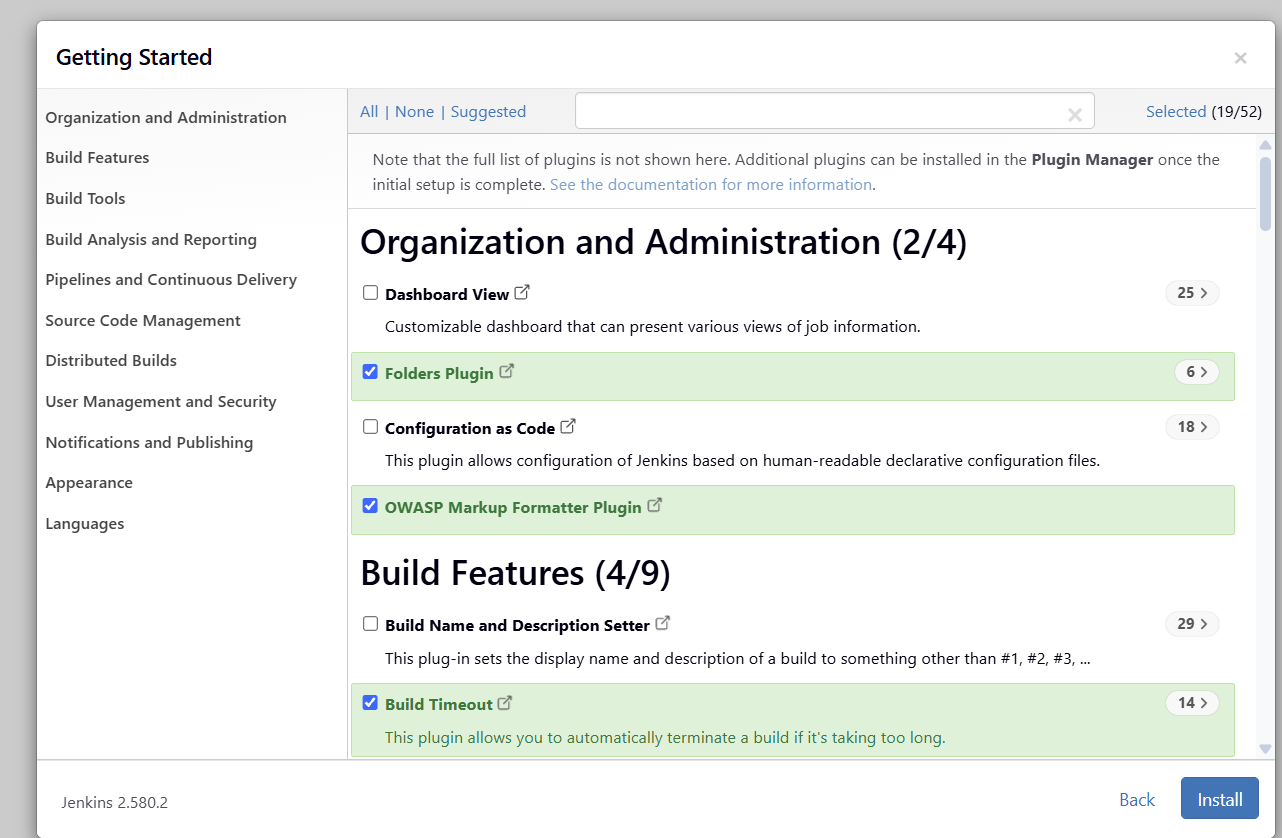 Getting Started
×
Organization and Administration
Build Features
Build Tools
Build Analysis and Reporting
Pipelines and Continuous Delivery
Source Code Management
Distributed Builds
User Management and Security
Notifications and Publishing
Appearance
Languages
All | None | Suggested
×
Selected (19/52)
Note that the full list of plugins is not shown here. Additional plugins can be installed in the Plugin Manager once the
initial setup is complete. See the documentation for more information.
Organization and Administration (2/4)
Dashboard View
25 >
Customizable dashboard that can present various views of job information.
Folders Plugin
6 >
Configuration as Code
18 >
This plugin allows configuration of Jenkins based on human-readable declarative configuration files.
OWASP Markup Formatter Plugin
Build Features (4/9)
Build Name and Description Setter
29 >
This plug-in sets the display name and description of a build to something other than #1, #2, #3, ...
Build Timeout
14 >
This plugin allows you to automatically terminate a build if it's taking too long.
Jenkins 2.580.2
Back
Install